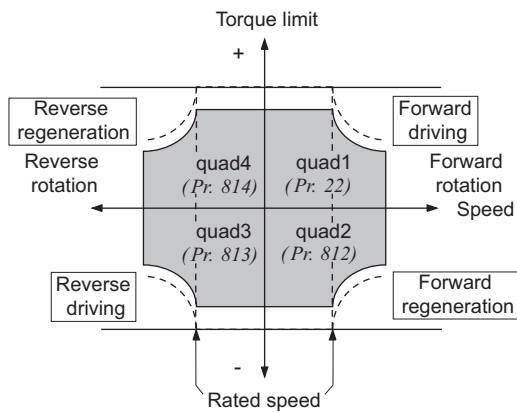 Torque limit
+
Reverse
regeneration
Forward
driving
Reverse
rotation
quad4
(Pr. 814)
quad1
(Pr. 22)
Forward
rotation
Speed
quad3
(Pr. 813)
quad2
(Pr. 812)
Reverse
driving
Forward
regeneration
-
Rated speed